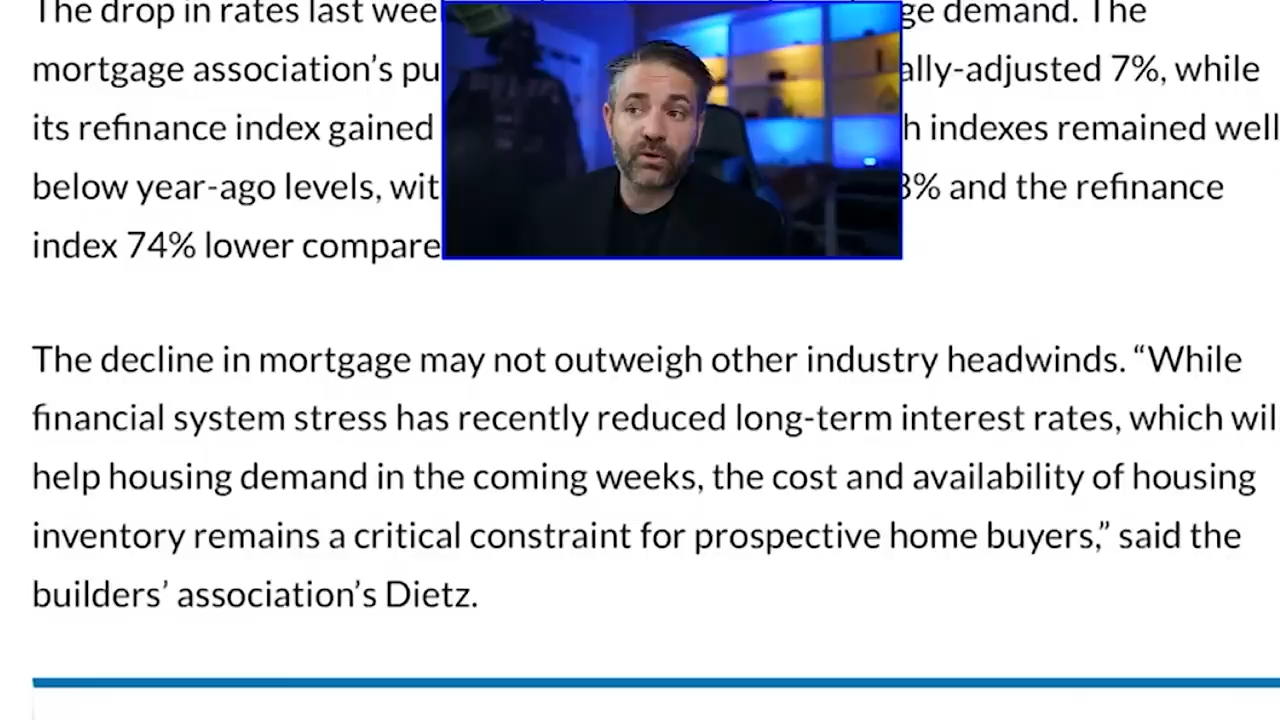 The drop in rates last ge demand. The
mortgage association’s pu ally-adjusted 7%, while
its refinance index gained h indexes remained well
below year-ago levels, wit 3% and the refinance
index 74% lower compare
The decline in mortgage may not outweigh other industry headwinds. “While
financial system stress has recently reduced long-term interest rates, which wil
help housing demand in the coming weeks, the cost and availability of housing
inventory remains a critical constraint for prospective home buyers,” said the
builders’ association’s Dietz.